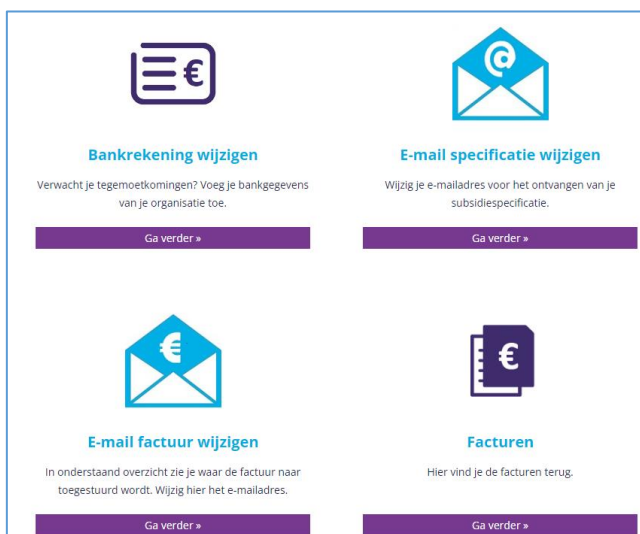 Bankrekening wijzigen
Verwacht je tegemoetkomingen? Voeg je bankgegevens
van je organisatie toe.
Ga verder »
E-mail specificatie wijzigen
Wijzig je e-mailadres voor het ontvangen van je
subsidiespecificatie.
Ga verder »
E-mail factuur wijzigen
In onderstaand overzicht zie je waar de factuur naar
toegestuurd wordt. Wijzig hier het e-mailadres.
Ga verder »
Facturen
Hier vind je de facturen terug.
Ga verder »